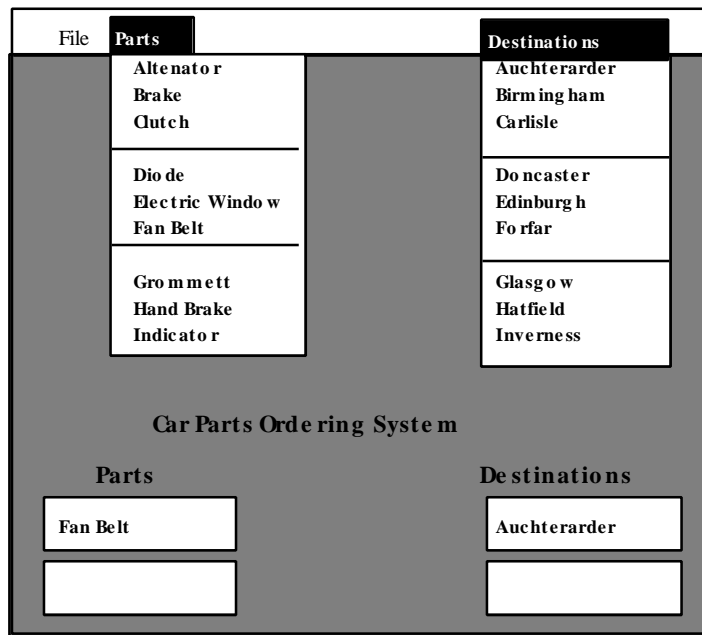 File Parts Destinations
Altenator
Brake
Clutch
Diode
Electric Window
Fan Belt
Grommett
Hand Brake
Indicator
Auchterarder
Birmingham
Carlisle
Doncaster
Edinburgh
Forfar
Glasgow
Hatfield
Inverness
Car Parts Ordering System
Parts
Destinations
Fan Belt
Auchterarder